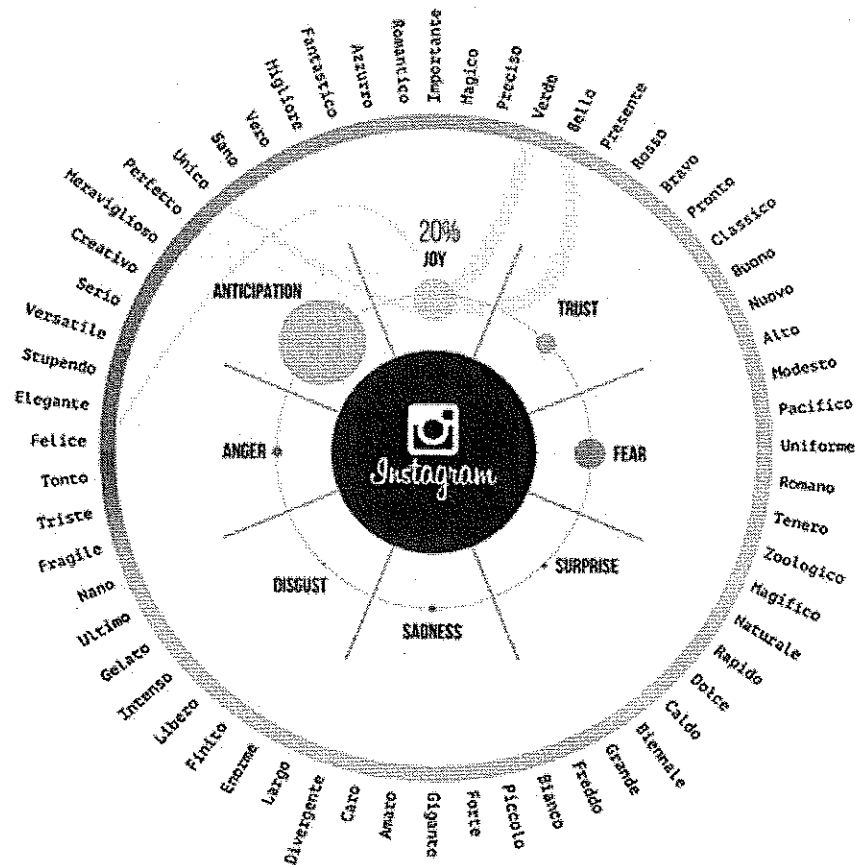 Importante
Magico
Preciso
Verde
Bello
Presente
Rosso
Bravo
Pronto
Classico
Buono
Nuovo
Alto
Modesto
Pacifico
Uniforme
Romano
Tenero
Zoologico
Magifico
Naturale
Rapido
Dolce
Caldo
Biennale
Grande
Freddo
Bianco
Piccolo
Forte
Gigante
Amaro
Caro
Divergente
Largo
Enorme
Finito
Libero
Intenso
Gelato
Ultimo
Nano
Fragile
Triste
Tonto
Felice
Elegante
Stupendo
Versatile
Serio
Creativo
Meraviglioso
Perfetto
Unico
Sano
Vero
Migliore
Fantastico
Azzurro
Romantico
20%
JOY
TRUST
FEAR
SURPRISE
SADNESS
DISGUST
ANGER
ANTICIPATION
Instagram